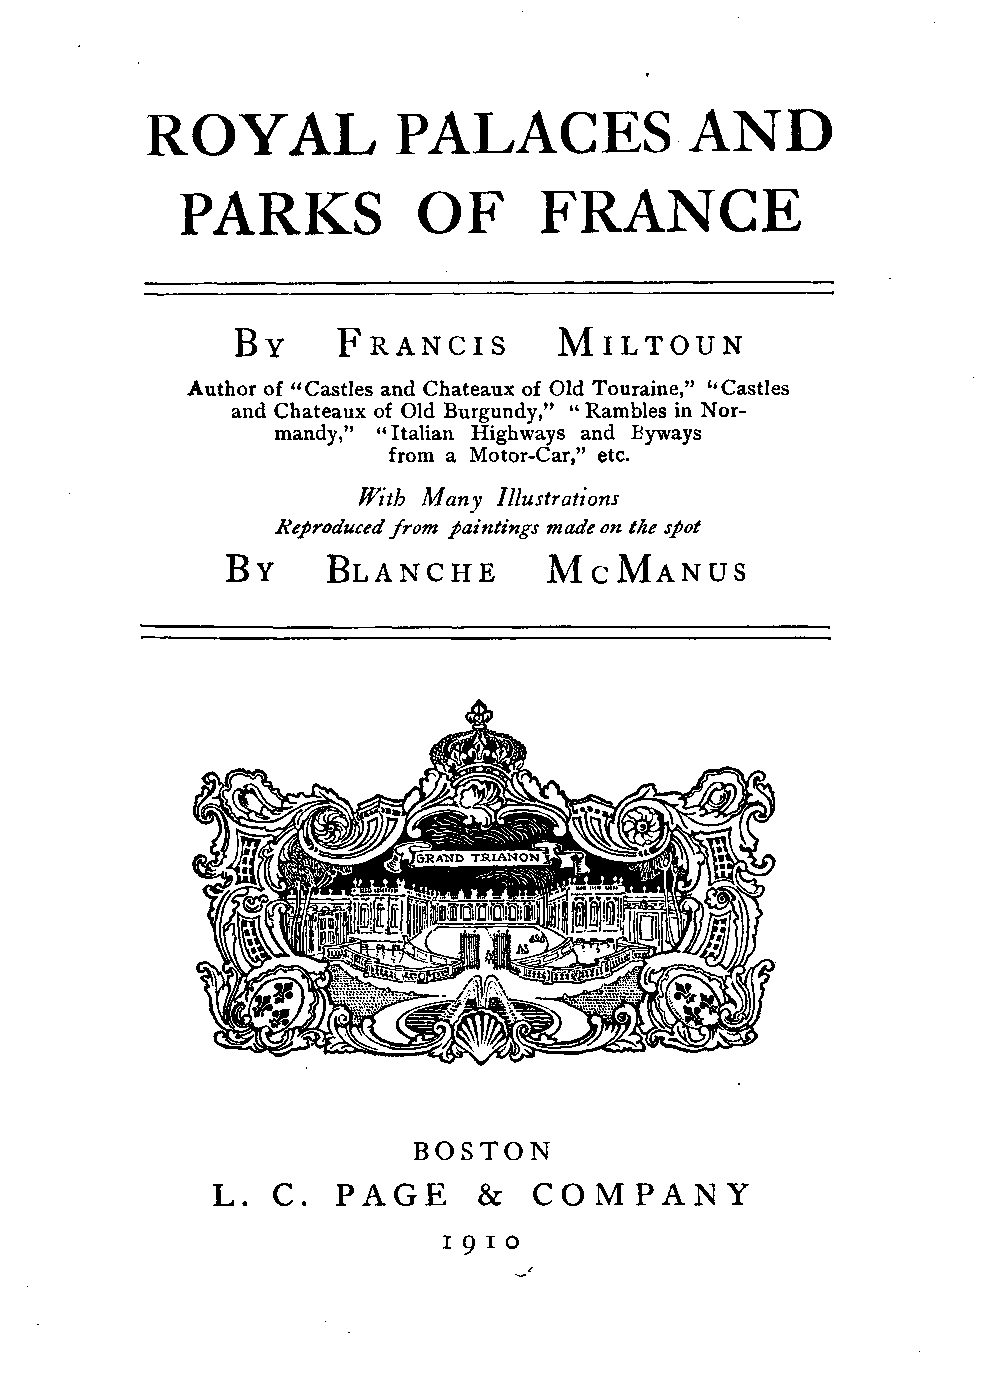 ROYAL PALACES AND
PARKS OF FRANCE
BY FRANCIS MILTOUN
Author of "Castles and Chateaux of Old Touraine," "Castles
and Chateaux of Old Burgundy," "Rambles in Nor-
mandy," "Italian Highways and Byways
from a Motor-Car," etc.
With Many Illustrations
Reproduced from paintings made on the spot
BY BLANCHE MCMANUS
GRAND TRIANON
BOSTON
L. C. PAGE & COMPANY
1910